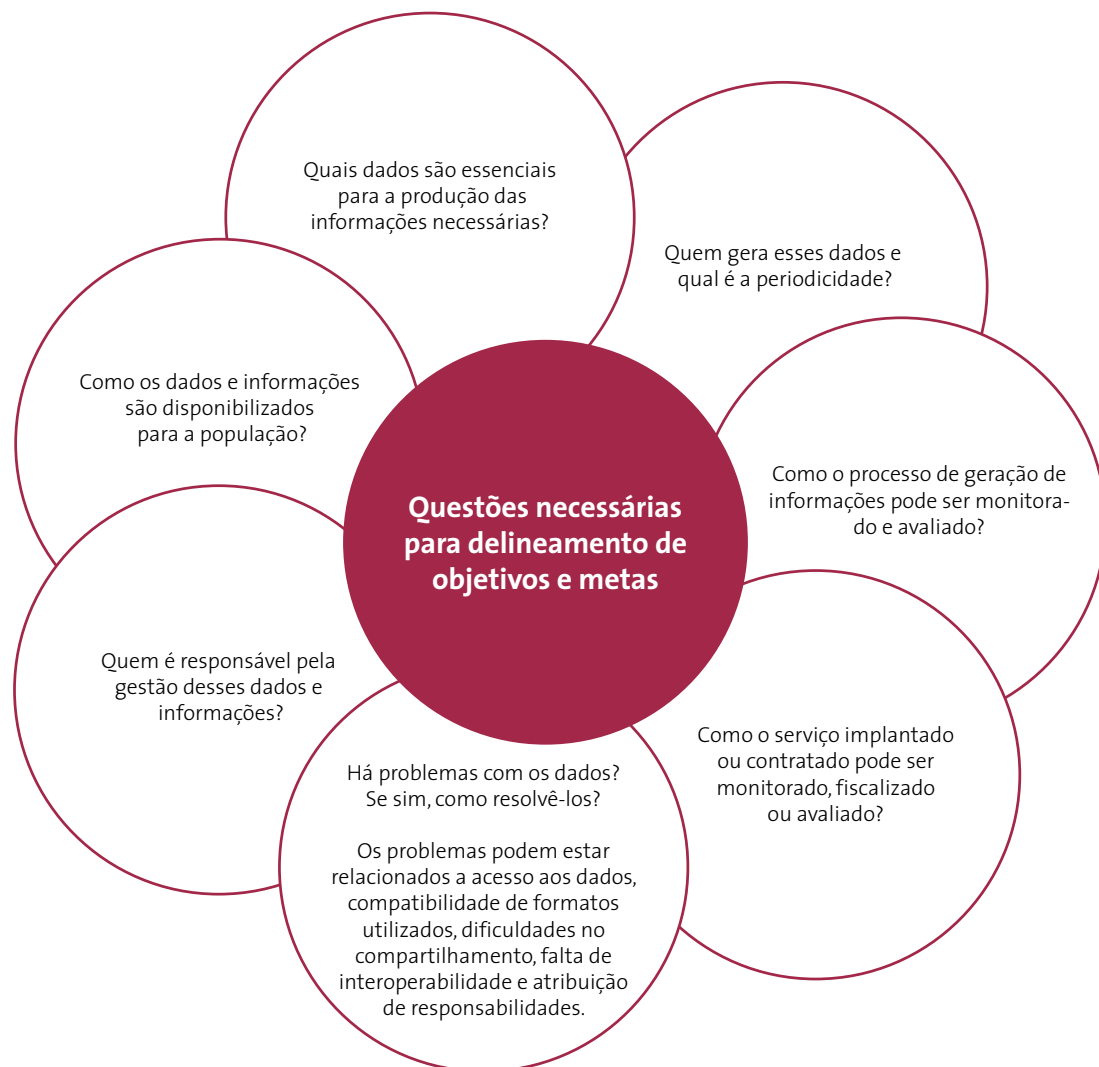 Quais dados são essenciais
para a produção das
informações necessárias?
Quem gera esses dados e
qual é a periodicidade?
Como os dados e informações
são disponibilizados
para a população?
Como o processo de geração de
informações pode ser monitora-
do e avaliado?
Questões necessárias
para delineamento de
objetivos e metas
Quem é responsável pela
gestão desses dados e
informações?
Como o serviço implantado
ou contratado pode ser
monitorado, fiscalizado
ou avaliado?
Há problemas com os dados?
Se sim, como resolvê-los?
Os problemas podem estar
relacionados a acesso aos dados,
compatibilidade de formatos
utilizados, dificuldades no
compartilhamento, falta de
interoperabilidade e atribuição
de responsabilidades.